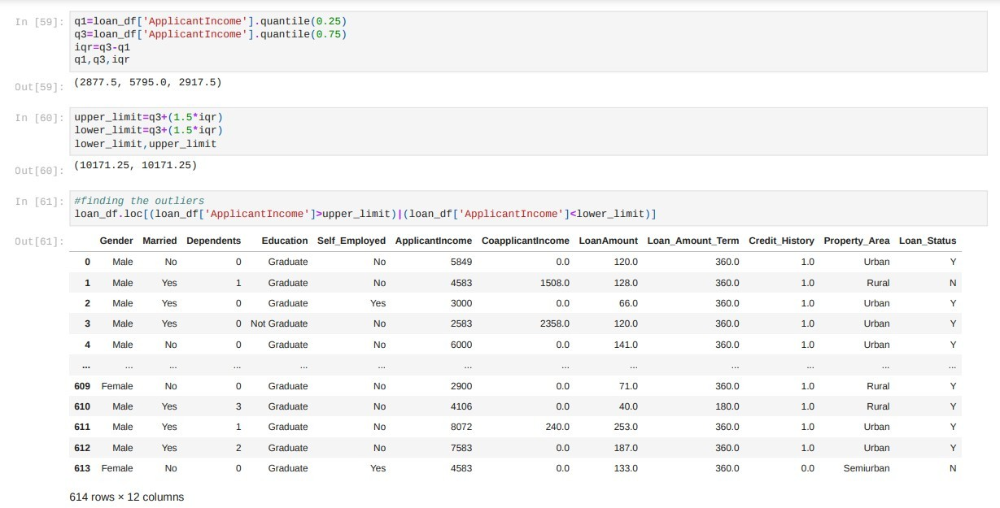 In [59]: q1=loan_df['ApplicantIncome'].quantile(0.25)
q3=loan_df['ApplicantIncome'].quantile(0.75)
iqr=q3-q1
q1,q3,iqr
Out[59]: (2877.5, 5795.0, 2917.5)
In [60]: upper_limit=q3+(1.5*iqr)
lower_limit=q3+(1.5*iqr)
lower_limit,upper_limit
Out[60]: (10171.25, 10171.25)
In [61]: #finding the outliers
loan_df.loc[(loan_df['ApplicantIncome']>upper_limit)|(loan_df['ApplicantIncome']<lower_limit)]
Out[61]:
Gender Married Dependents Education Self_Employed ApplicantIncome CoapplicantIncome LoanAmount Loan_Amount_Term Credit_History Property_Area Loan_Status
0 Male No 0 Graduate No 5849 0.0 120.0 360.0 1.0 Urban Y
1 Male Yes 1 Graduate No 4583 1508.0 128.0 360.0 1.0 Rural N
2 Male Yes 0 Graduate Yes 3000 0.0 66.0 360.0 1.0 Urban Y
3 Male Yes 0 Not Graduate No 2583 2358.0 120.0 360.0 1.0 Urban Y
4 Male No 0 Graduate No 6000 0.0 141.0 360.0 1.0 Urban Y
... ... ... ... ... ... ... ... ... ... ... ... ...
609 Female No 0 Graduate No 2900 0.0 71.0 360.0 1.0 Rural Y
610 Male Yes 3 Graduate No 4106 0.0 40.0 180.0 1.0 Rural Y
611 Male Yes 1 Graduate No 8072 240.0 253.0 360.0 1.0 Urban Y
612 Male Yes 2 Graduate No 7583 0.0 187.0 360.0 1.0 Urban Y
613 Female No 0 Graduate Yes 4583 0.0 133.0 360.0 0.0 Semiurban N
614 rows × 12 columns